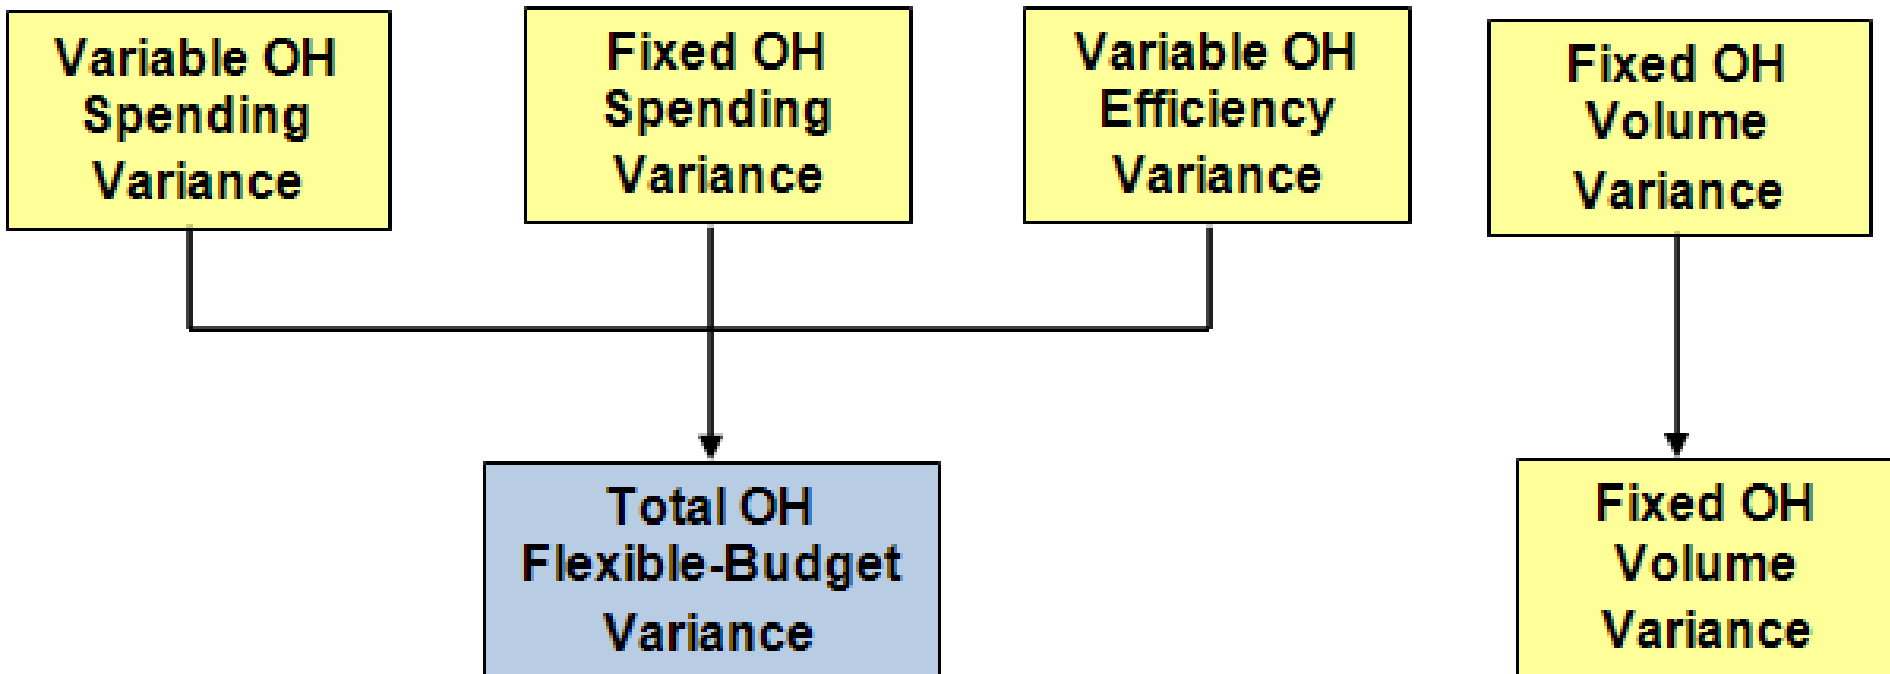 Variable OH
Spending
Variance
Fixed OH
Spending
Variance
Variable OH
Efficiency
Variance
Fixed OH
Volume
Variance
Total OH
Flexible-Budget
Variance
Fixed OH
Volume
Variance